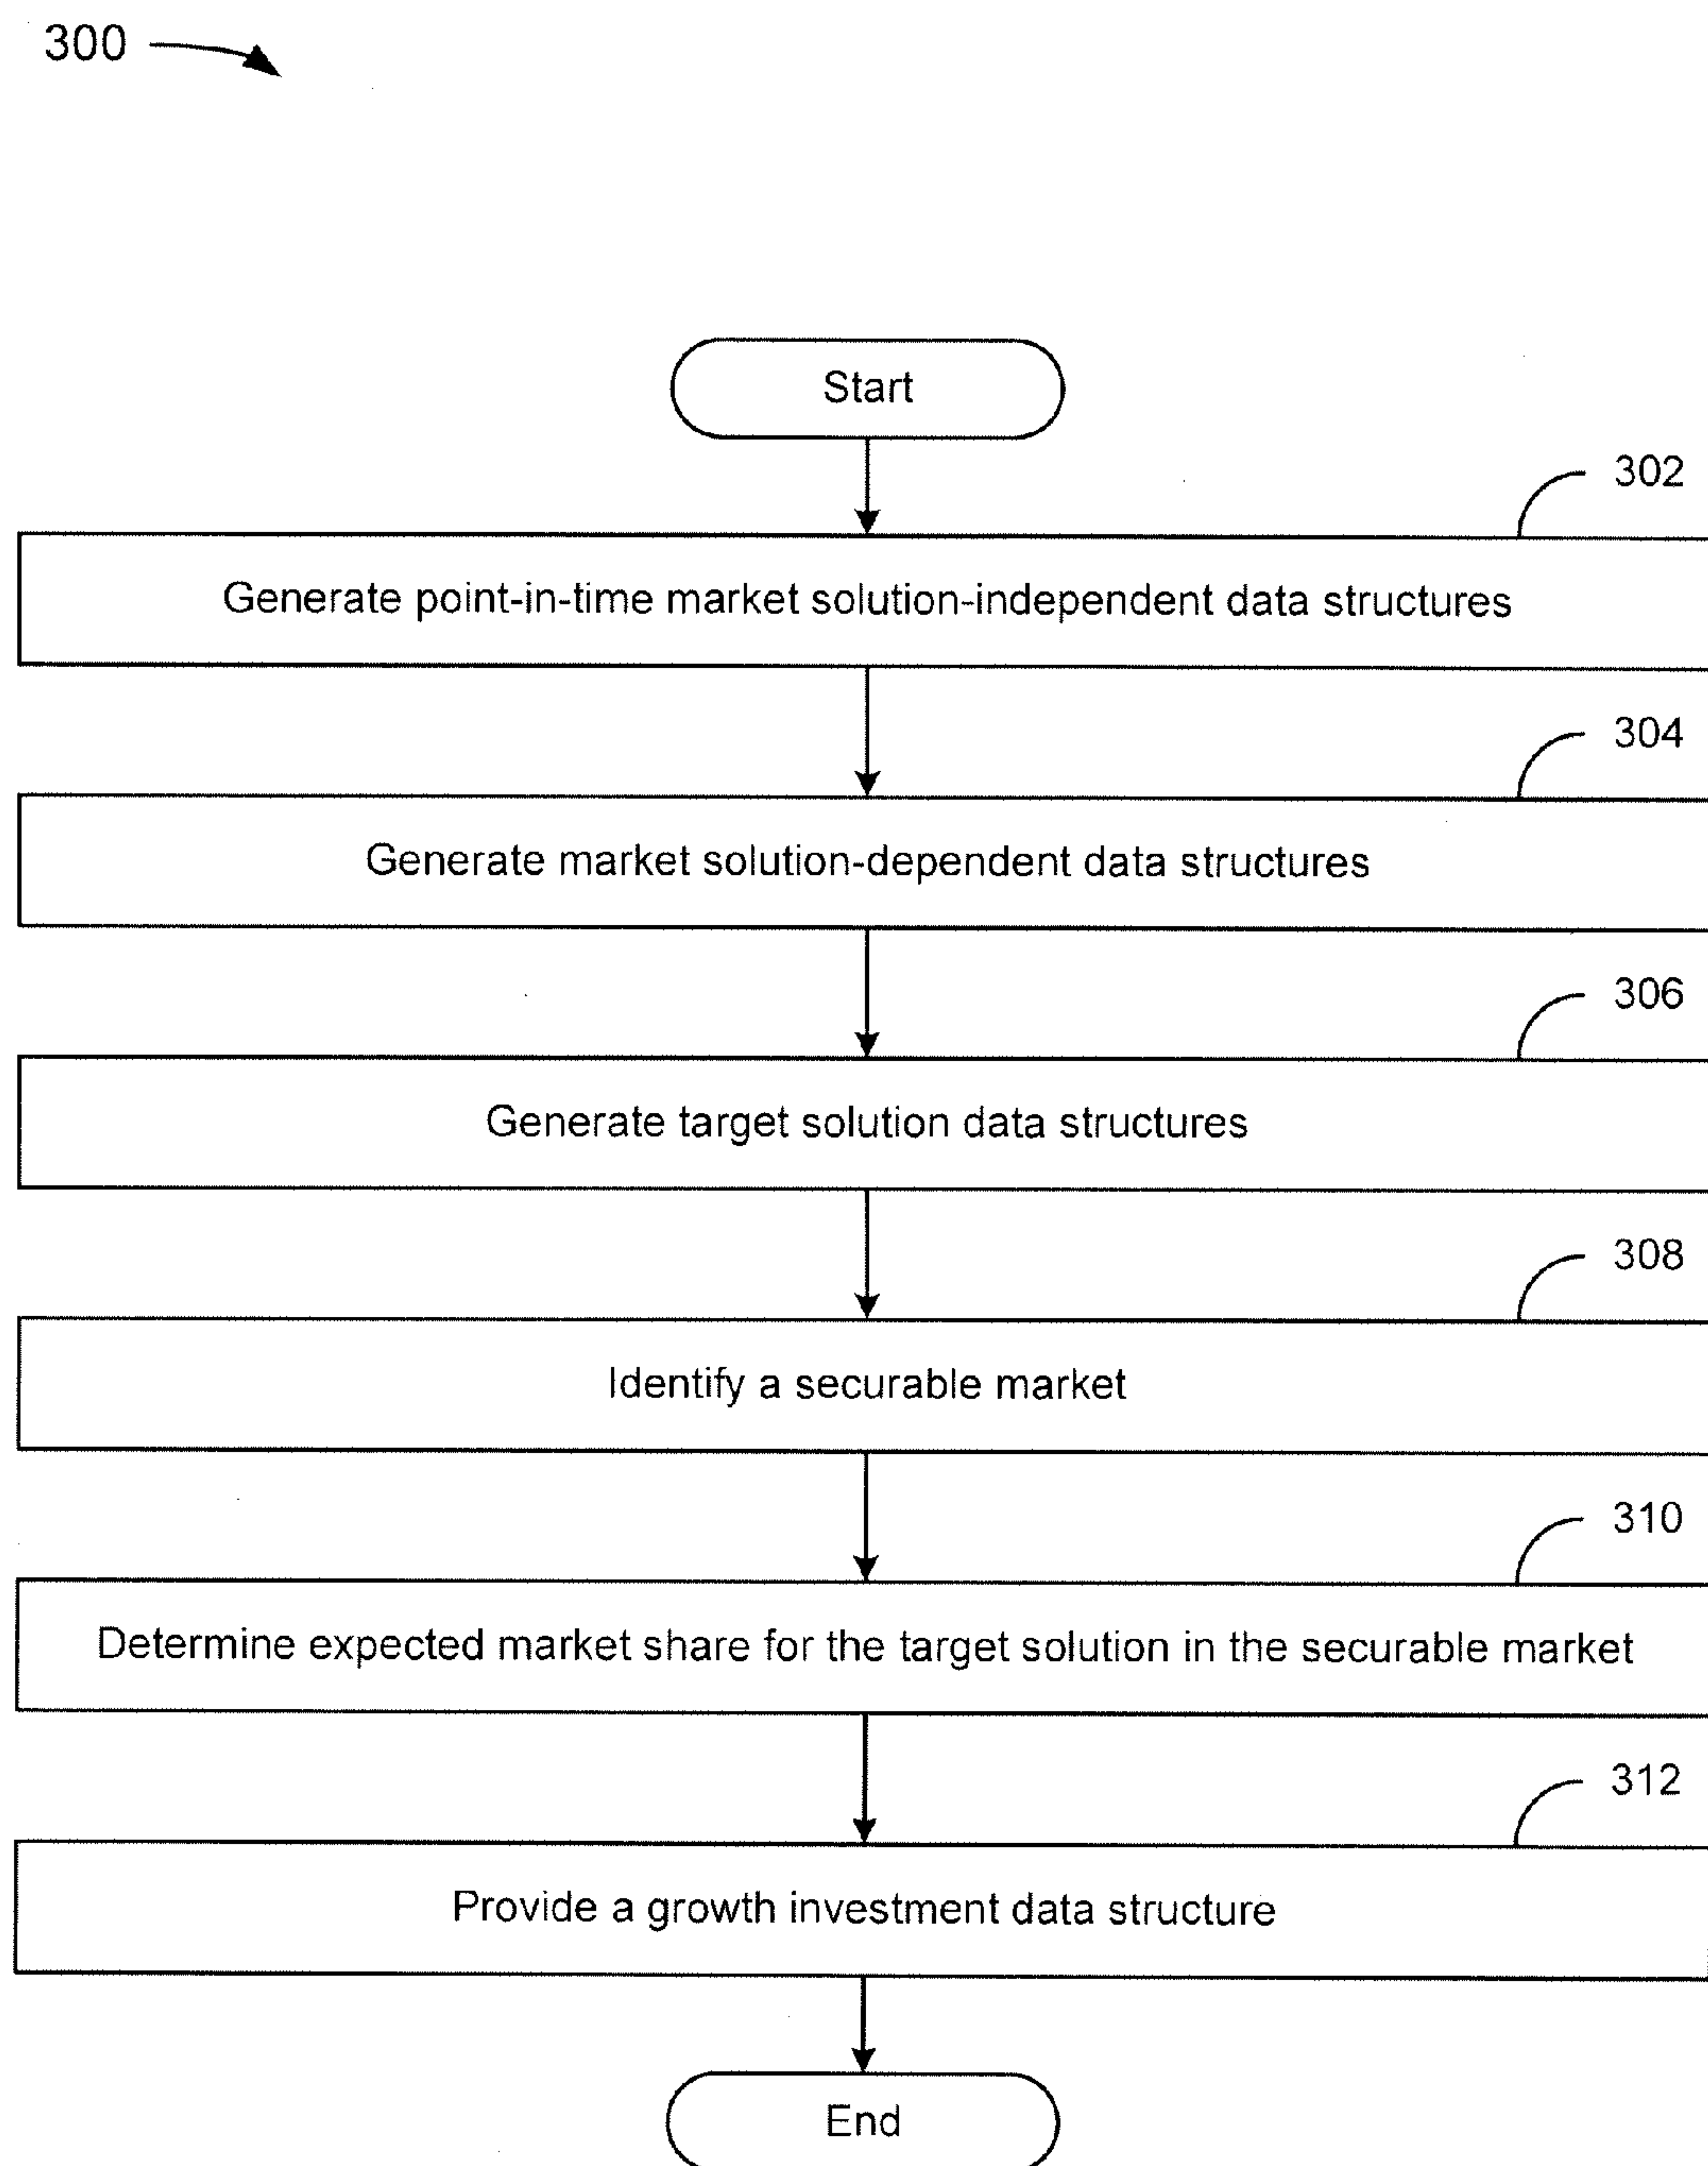 300
Start
302
Generate point-in-time market solution-independent data structures
304
Generate market solution-dependent data structures
306
Generate target solution data structures
308
Identify a securable market
310
Determine expected market share for the target solution in the securable market
312
Provide a growth investment data structure
End